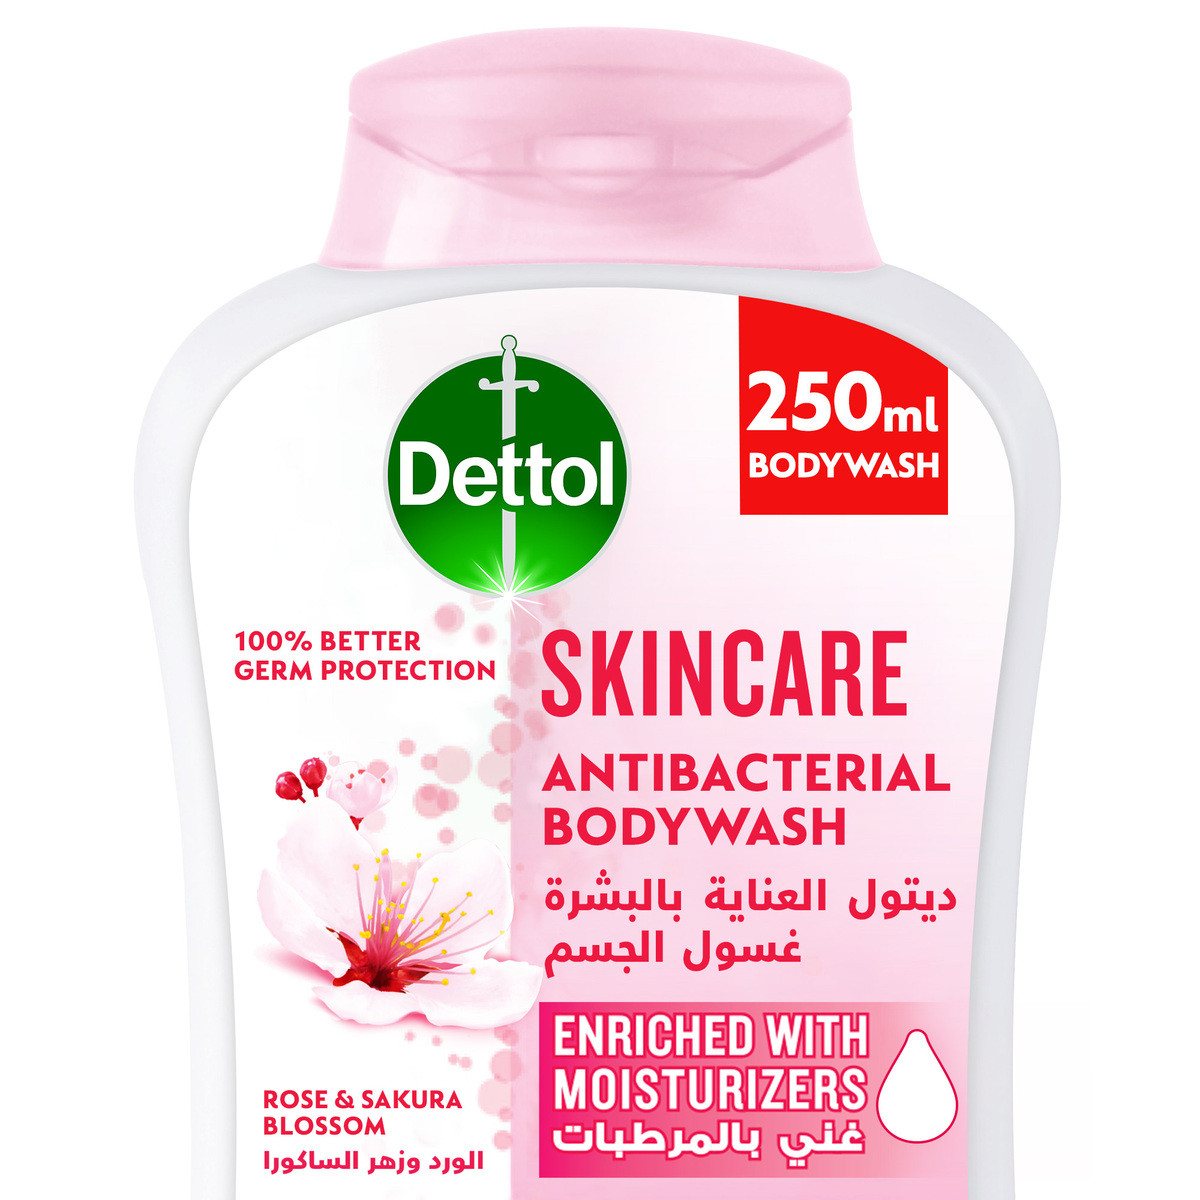 Dettol
250ml
BODYWASH
100% BETTER
GERM PROTECTION
SKINCARE
ANTIBACTERIAL
BODYWASH
ديتول العناية بالبشرة
غسول الجسم
ENRICHED WITH
MOISTURIZERS
غني بالمرطبات
ROSE & SAKURA
BLOSSOM
الورد وزهر الساكورا